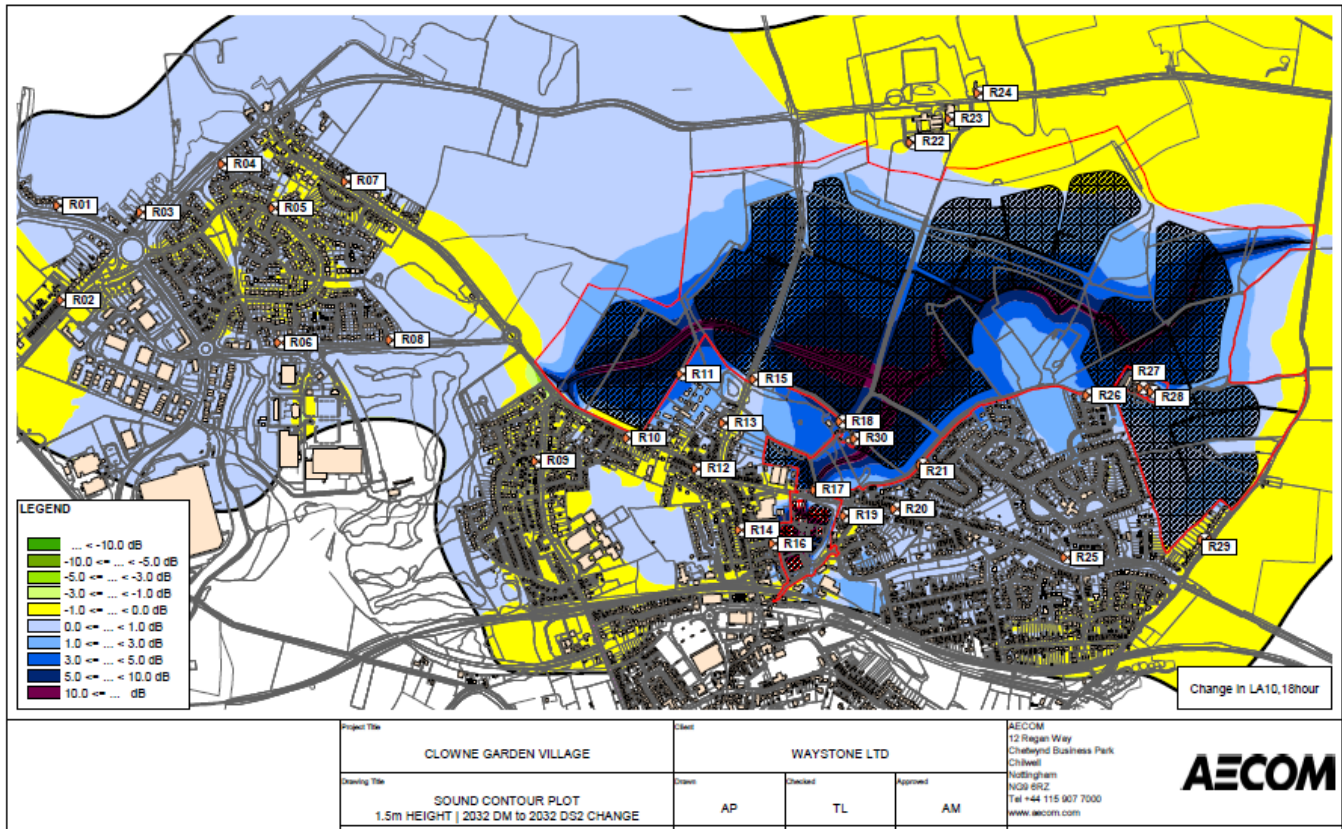 R24
R23
R22
R04
R07
R01
R03
R05
R02
R06
R08
R11
R15
R27
R26
R28
R13
R18
R10
R30
R09
R12
R21
R17
R20
R19
R14
R16
R29
R25
LEGEND
... < -10.0 dB
-10.0 <= ... < -5.0 dB
-5.0 <= ... < -3.0 dB
-3.0 <= ... < -1.0 dB
-1.0 <= ... < 0.0 dB
0.0 <= ... < 1.0 dB
1.0 <= ... < 3.0 dB
3.0 <= ... < 5.0 dB
5.0 <= ... < 10.0 dB
10.0 <= ... dB
Change in LA10,18hour
Project Title
CLOWNE GARDEN VILLAGE
Client
WAYSTONE LTD
Drawing Title
SOUND CONTOUR PLOT
1.5m HEIGHT | 2032 DM to 2032 DS2 CHANGE
Drawn
AP
Checked
TL
Approved
AM
AECOM
12 Regan Way
Chetwynd Business Park
Chilwell
Nottingham
NG9 6RZ
Tel +44 115 907 7000
www.aecom.com
AECOM